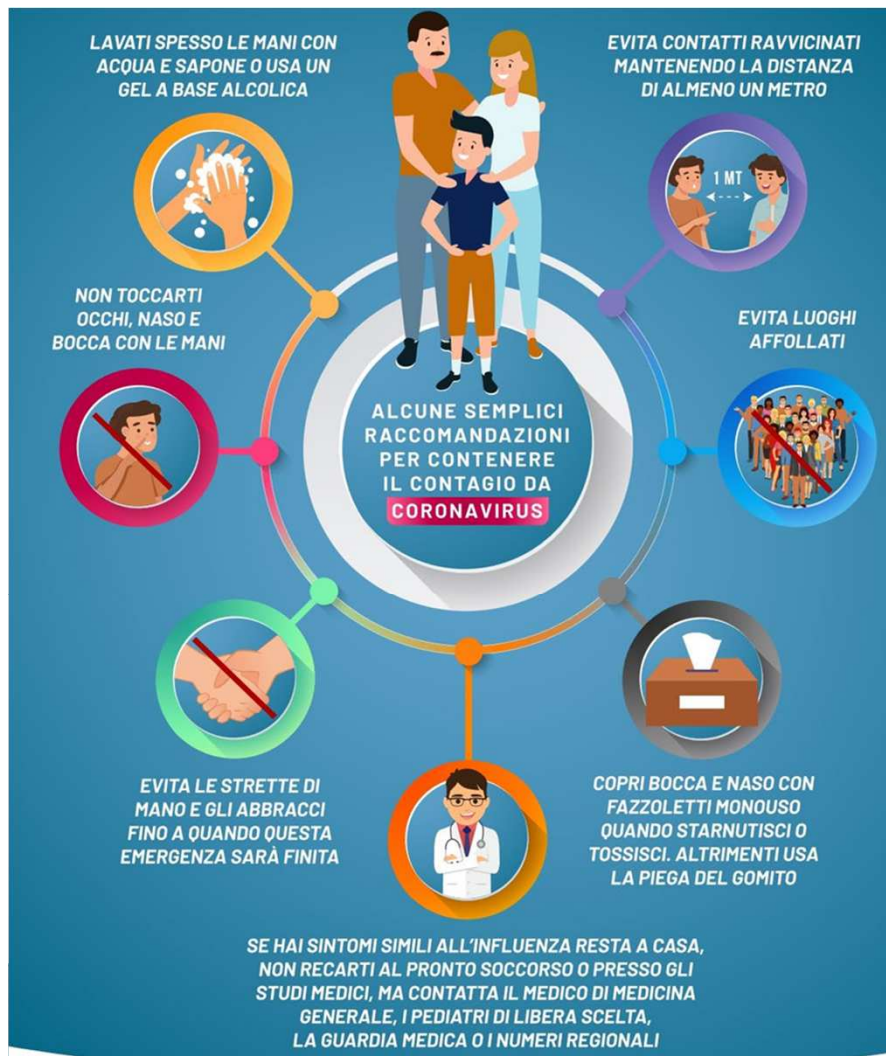 LAVATI SPESSO LE MANI CON
ACQUA E SAPONE O USA UN
GEL A BASE ALCOLICA
EVITA CONTATTI RAVVICINATI
MANTENENDO LA DISTANZA
DI ALMENO UN METRO
1 MT
NON TOCCARTI
OCCHI, NASO E
BOCCA CON LE MANI
EVITA LUOGHI
AFFOLLATI
ALCUNE SEMPLICI
RACCOMANDAZIONI
PER CONTENERE
IL CONTAGIO DA
CORONAVIRUS
EVITA LE STRETTE DI
MANO E GLI ABBRACCI
FINO A QUANDO QUESTA
EMERGENZA SARÀ FINITA
COPRI BOCCA E NASO CON
FAZZOLETTI MONOUSO
QUANDO STARNUTISCI O
TOSSISCI. ALTRIMENTI USA
LA PIEGA DEL GOMITO
SE HAI SINTOMI SIMILI ALL'INFLUENZA RESTA A CASA,
NON RECARTI AL PRONTO SOCCORSO O PRESSO GLI
STUDI MEDICI, MA CONTATTA IL MEDICO DI MEDICINA
GENERALE, I PEDIATRI DI LIBERA SCELTA,
LA GUARDIA MEDICA O I NUMERI REGIONALI